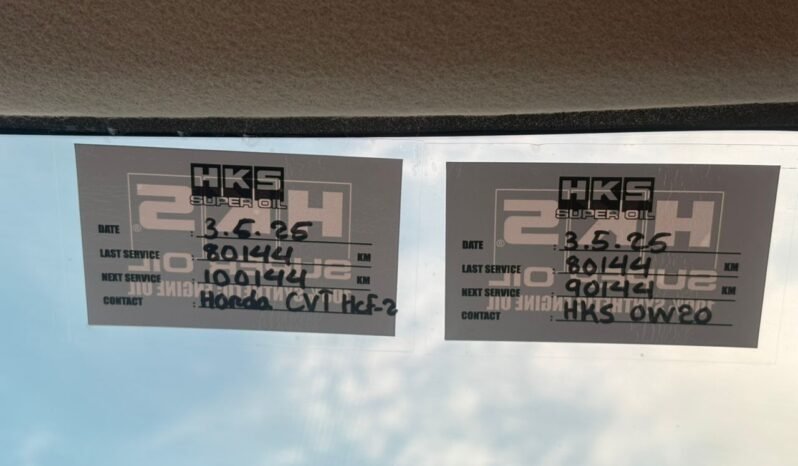 HKS
SUPER OIL
DATE : 3.5.25
LAST SERVICE : 80144 KM
NEXT SERVICE : 100144 KM
CONTACT : Honda CVT HCF-2
HKS
SUPER OIL
DATE : 3.5.25
LAST SERVICE : 80144 KM
NEXT SERVICE : 90144 KM
CONTACT : HKS 0W20